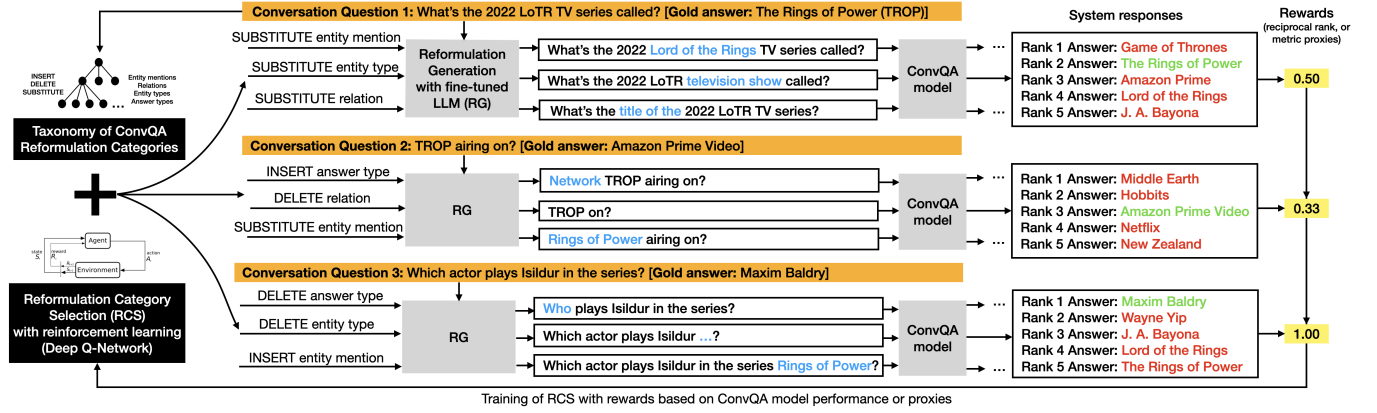 Conversation Question 1: What's the 2022 LoTR TV series called? [Gold answer: The Rings of Power (TROP)]
System responses
Rewards
(reciprocal rank, or
metric proxies)
INSERT
DELETE
SUBSTITUTE
Entity mentions
Relations
Entity types
Answer types
...
Taxonomy of ConvQA
Reformulation Categories
SUBSTITUTE entity mention
SUBSTITUTE entity type
SUBSTITUTE relation
Reformulation
Generation
with fine-tuned
LLM (RG)
What's the 2022 Lord of the Rings TV series called?
What's the 2022 LoTR television show called?
What's the title of the 2022 LoTR TV series?
ConvQA
model
...
...
Rank 1 Answer: Game of Thrones
Rank 2 Answer: The Rings of Power
Rank 3 Answer: Amazon Prime
Rank 4 Answer: Lord of the Rings
Rank 5 Answer: J. A. Bayona
0.50
Conversation Question 2: TROP airing on? [Gold answer: Amazon Prime Video]
INSERT answer type
DELETE relation
SUBSTITUTE entity mention
RG
Network TROP airing on?
TROP on?
Rings of Power airing on?
ConvQA
model
...
...
Rank 1 Answer: Middle Earth
Rank 2 Answer: Hobbits
Rank 3 Answer: Amazon Prime Video
Rank 4 Answer: Netflix
Rank 5 Answer: New Zealand
0.33
Agent
Environment
state
reward
action
Reformulation Category
Selection (RCS)
with reinforcement learning
(Deep Q-Network)
Conversation Question 3: Which actor plays Isildur in the series? [Gold answer: Maxim Baldry]
DELETE answer type
DELETE entity type
INSERT entity mention
RG
Who plays Isildur in the series?
Which actor plays Isildur ...?
Which actor plays Isildur in the series Rings of Power?
ConvQA
model
...
...
Rank 1 Answer: Maxim Baldry
Rank 2 Answer: Wayne Yip
Rank 3 Answer: J. A. Bayona
Rank 4 Answer: Lord of the Rings
Rank 5 Answer: The Rings of Power
1.00
Training of RCS with rewards based on ConvQA model performance or proxies